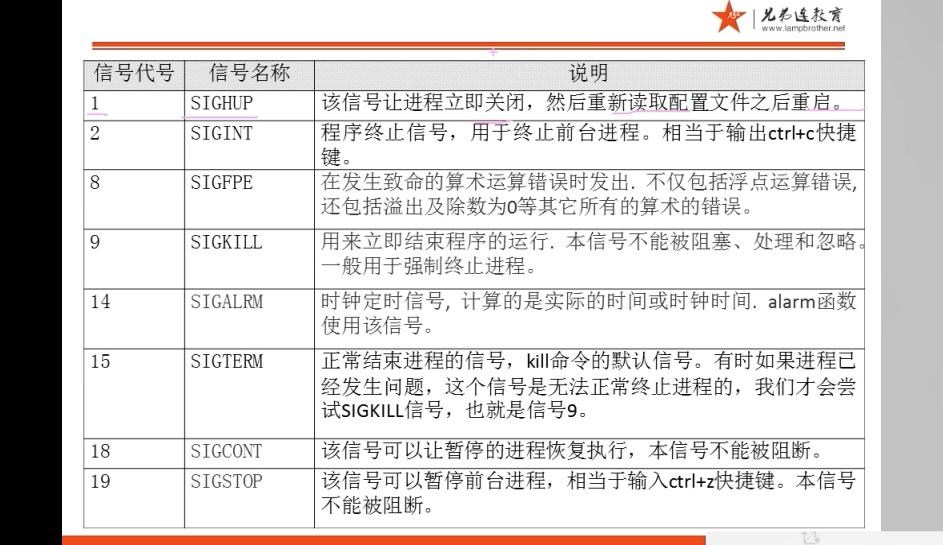 兄弟连教育
www.lampbrother.net
信号代号 信号名称 说明
1 SIGHUP 该信号让进程立即关闭，然后重新读取配置文件之后重启。
2 SIGINT 程序终止信号，用于终止前台进程。相当于输出ctrl+c快捷
键。
8 SIGFPE 在发生致命的算术运算错误时发出. 不仅包括浮点运算错误,
还包括溢出及除数为0等其它所有的算术的错误。
9 SIGKILL 用来立即结束程序的运行. 本信号不能被阻塞、处理和忽略。
一般用于强制终止进程。
14 SIGALRM 时钟定时信号, 计算的是实际的时间或时钟时间. alarm函数
使用该信号。
15 SIGTERM 正常结束进程的信号，kill命令的默认信号。有时如果进程已
经发生问题，这个信号是无法正常终止进程的，我们才会尝
试SIGKILL信号，也就是信号9。
18 SIGCONT 该信号可以让暂停的进程恢复执行，本信号不能被阻断。
19 SIGSTOP 该信号可以暂停前台进程，相当于输入ctrl+z快捷键。本信号
不能被阻断。